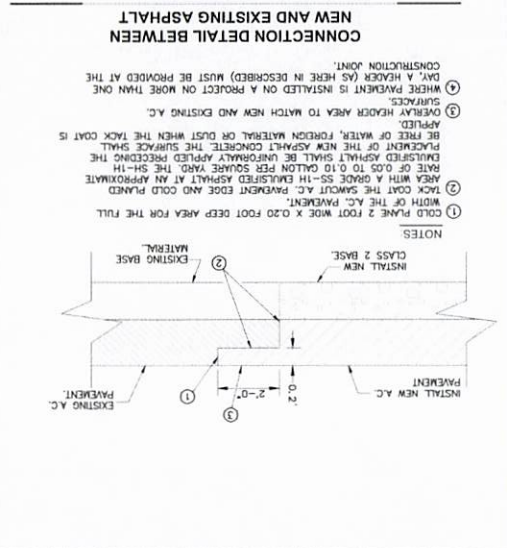 INSTALL NEW A.C.
PAVEMENT
0.2'
3
2'-0"
1
EXISTING A.C.
PAVEMENT.
INSTALL NEW
CLASS 2 BASE.
2
EXISTING BASE
MATERIAL
NOTES
1 COLD PLANE 2 FOOT WIDE X 0.20 FOOT DEEP AREA FOR THE FULL
WIDTH OF THE A.C. PAVEMENT.
2 TACK COAT THE SAWCUT A.C. PAVEMENT EDGE AND COLD PLANED
AREA WITH A GRADE SS-1H EMULSIFIED ASPHALT AT AN APPROXIMATE
RATE OF 0.05 TO 0.10 GALLON PER SQUARE YARD. THE SH-1H
EMULSIFIED ASPHALT SHALL BE UNIFORMALY APPLIED PRECEDING THE
PLACEMENT OF THE NEW ASPHALT CONCRETE. THE SURFACE SHALL
BE FREE OF WATER, FOREIGN MATERIAL OR DUST WHEN THE TACK COAT IS
APPLIED.
3 OVERLAY HEADER AREA TO MATCH NEW AND EXISTING A.C.
SURFACES.
4 WHERE PAVEMENT IS INSTALLED ON A PROJECT ON MORE THAN ONE
DAY, A HEADER (AS HERE IN DESCRIBED) MUST BE PROVIDED AT THE
CONSTRUCTION JOINT.
CONNECTION DETAIL BETWEEN
NEW AND EXISTING ASPHALT